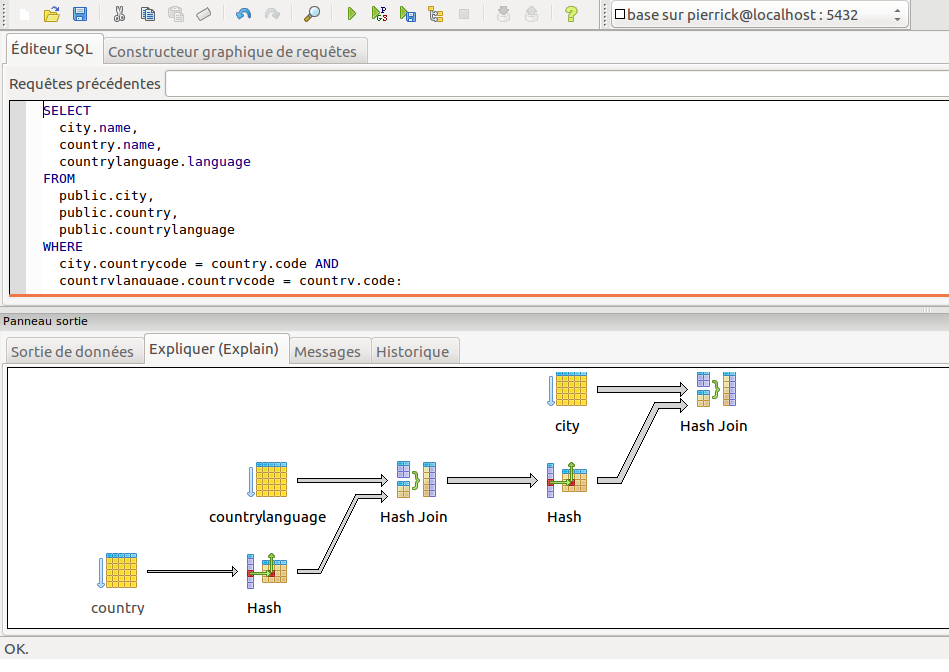 base sur pierrick@localhost : 5432
Éditeur SQL
Constructeur graphique de requêtes
Requêtes précédentes
SELECT
city.name,
country.name,
countrylanguage.language
FROM
public.city,
public.country,
public.countrylanguage
WHERE
city.countrycode = country.code AND
countrylanguage.countrycode = country.code;
Panneau sortie
Sortie de données
Expliquer (Explain)
Messages
Historique
city
Hash Join
countrylanguage
Hash Join
Hash
country
Hash
OK.